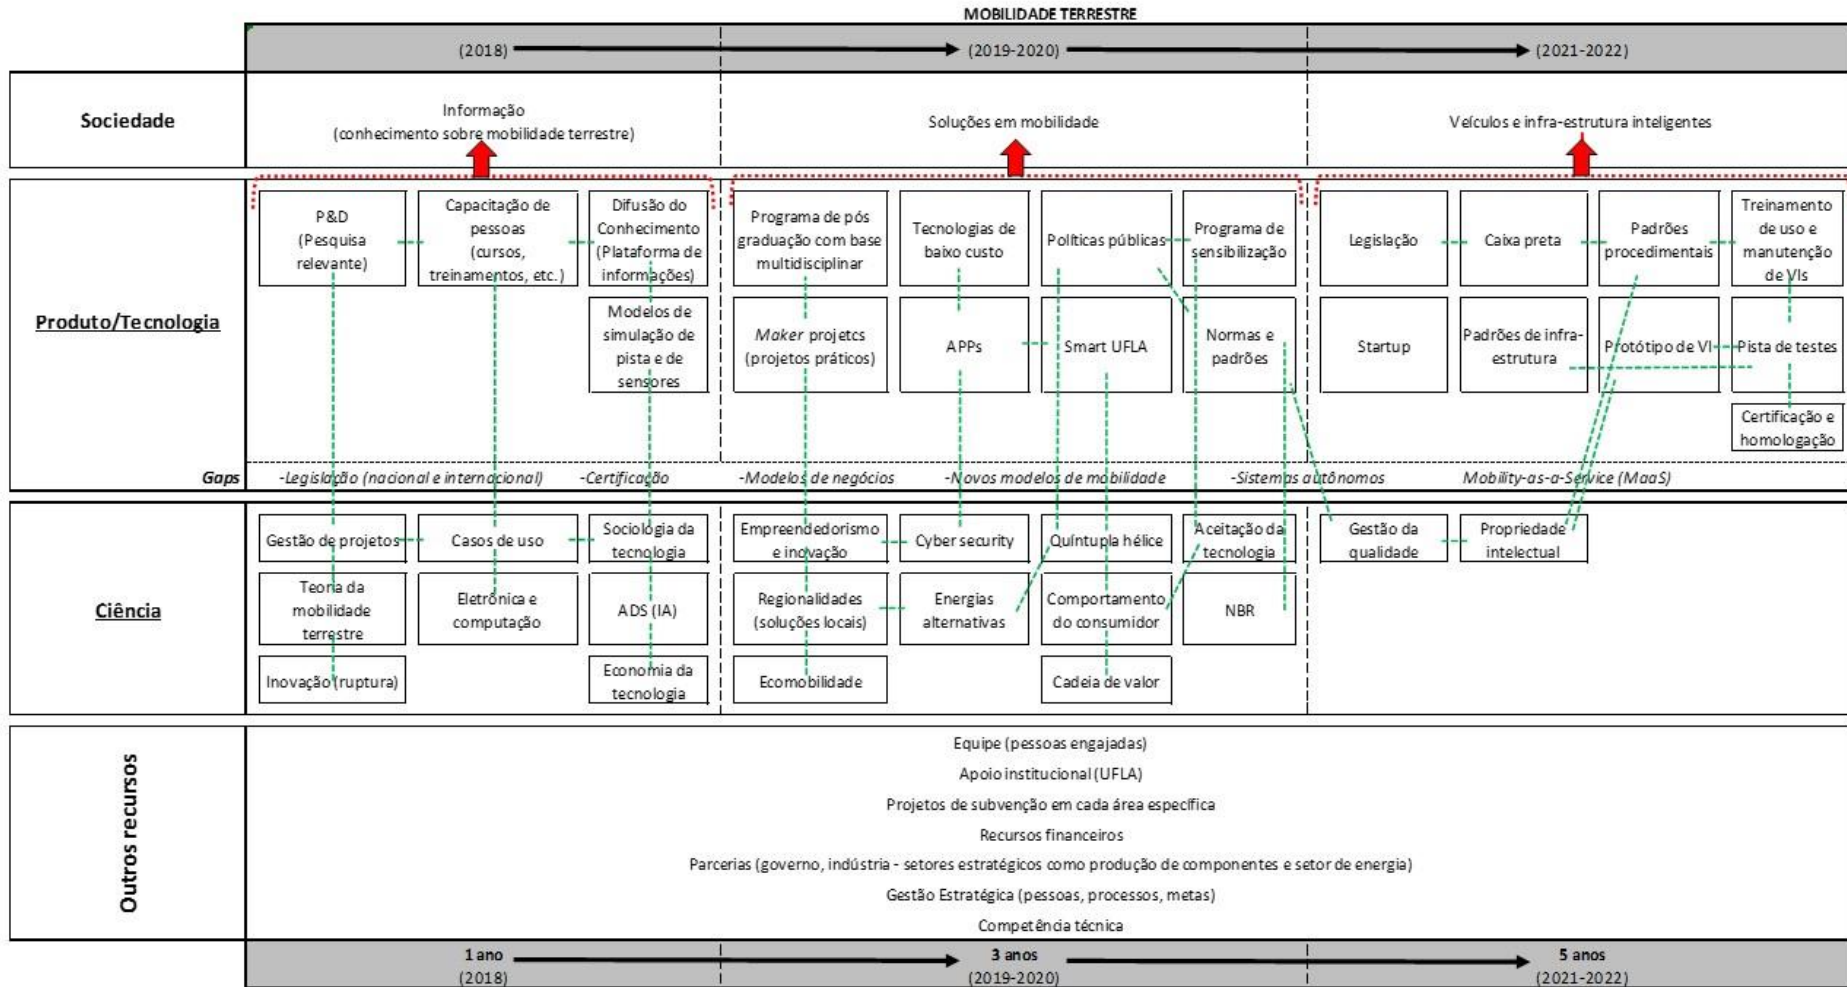 MOBILIDADE TERRESTRE
(2018)
(2019-2020)
(2021-2022)
Sociedade
Informação
(conhecimento sobre mobilidade terrestre)
Soluções em mobilidade
Veículos e infra-estrutura inteligentes
Produto/Tecnologia
P&D
(Pesquisa
relevante)
Capacitação de
pessoas
(cursos,
treinamentos, etc.)
Difusão do
Conhecimento
(Plataforma de
informações)
Programa de pós
graduação com base
multidisciplinar
Tecnologias de
baixo custo
Políticas públicas
Programa de
sensibilização
Legislação
Caixa preta
Padrões
procedimentais
Treinamento
de uso e
manutenção
de VIs
Modelos de
simulação de
pista e de
sensores
Maker projetcs
(projetos práticos)
APPs
Smart UFLA
Normas e
padrões
Startup
Padrões de infra-
estrutura
Protótipo de VI
Pista de testes
Certificação e
homologação
Gaps
-Legislação (nacional e internacional)
-Certificação
-Modelos de negócios
-Novos modelos de mobilidade
-Sistemas autônomos
Mobility-as-a-Service (MaaS)
Ciência
Gestão de projetos
Casos de uso
Sociologia da
tecnologia
Empreendedorismo
e inovação
Cyber security
Quíntupla hélice
Aceitação da
tecnologia
Gestão da
qualidade
Propriedade
intelectual
Teoria da
mobilidade
terrestre
Eletrônica e
computação
ADS (IA)
Regionalidades
(soluções locais)
Energias
alternativas
Comportamento
do consumidor
NBR
Inovação (ruptura)
Economia da
tecnologia
Ecomobilidade
Cadeia de valor
Outros recursos
Equipe (pessoas engajadas)
Apoio institucional (UFLA)
Projetos de subvenção em cada área específica
Recursos financeiros
Parcerias (governo, indústria - setores estratégicos como produção de componentes e setor de energia)
Gestão Estratégica (pessoas, processos, metas)
Competência técnica
1 ano
(2018)
3 anos
(2019-2020)
5 anos
(2021-2022)